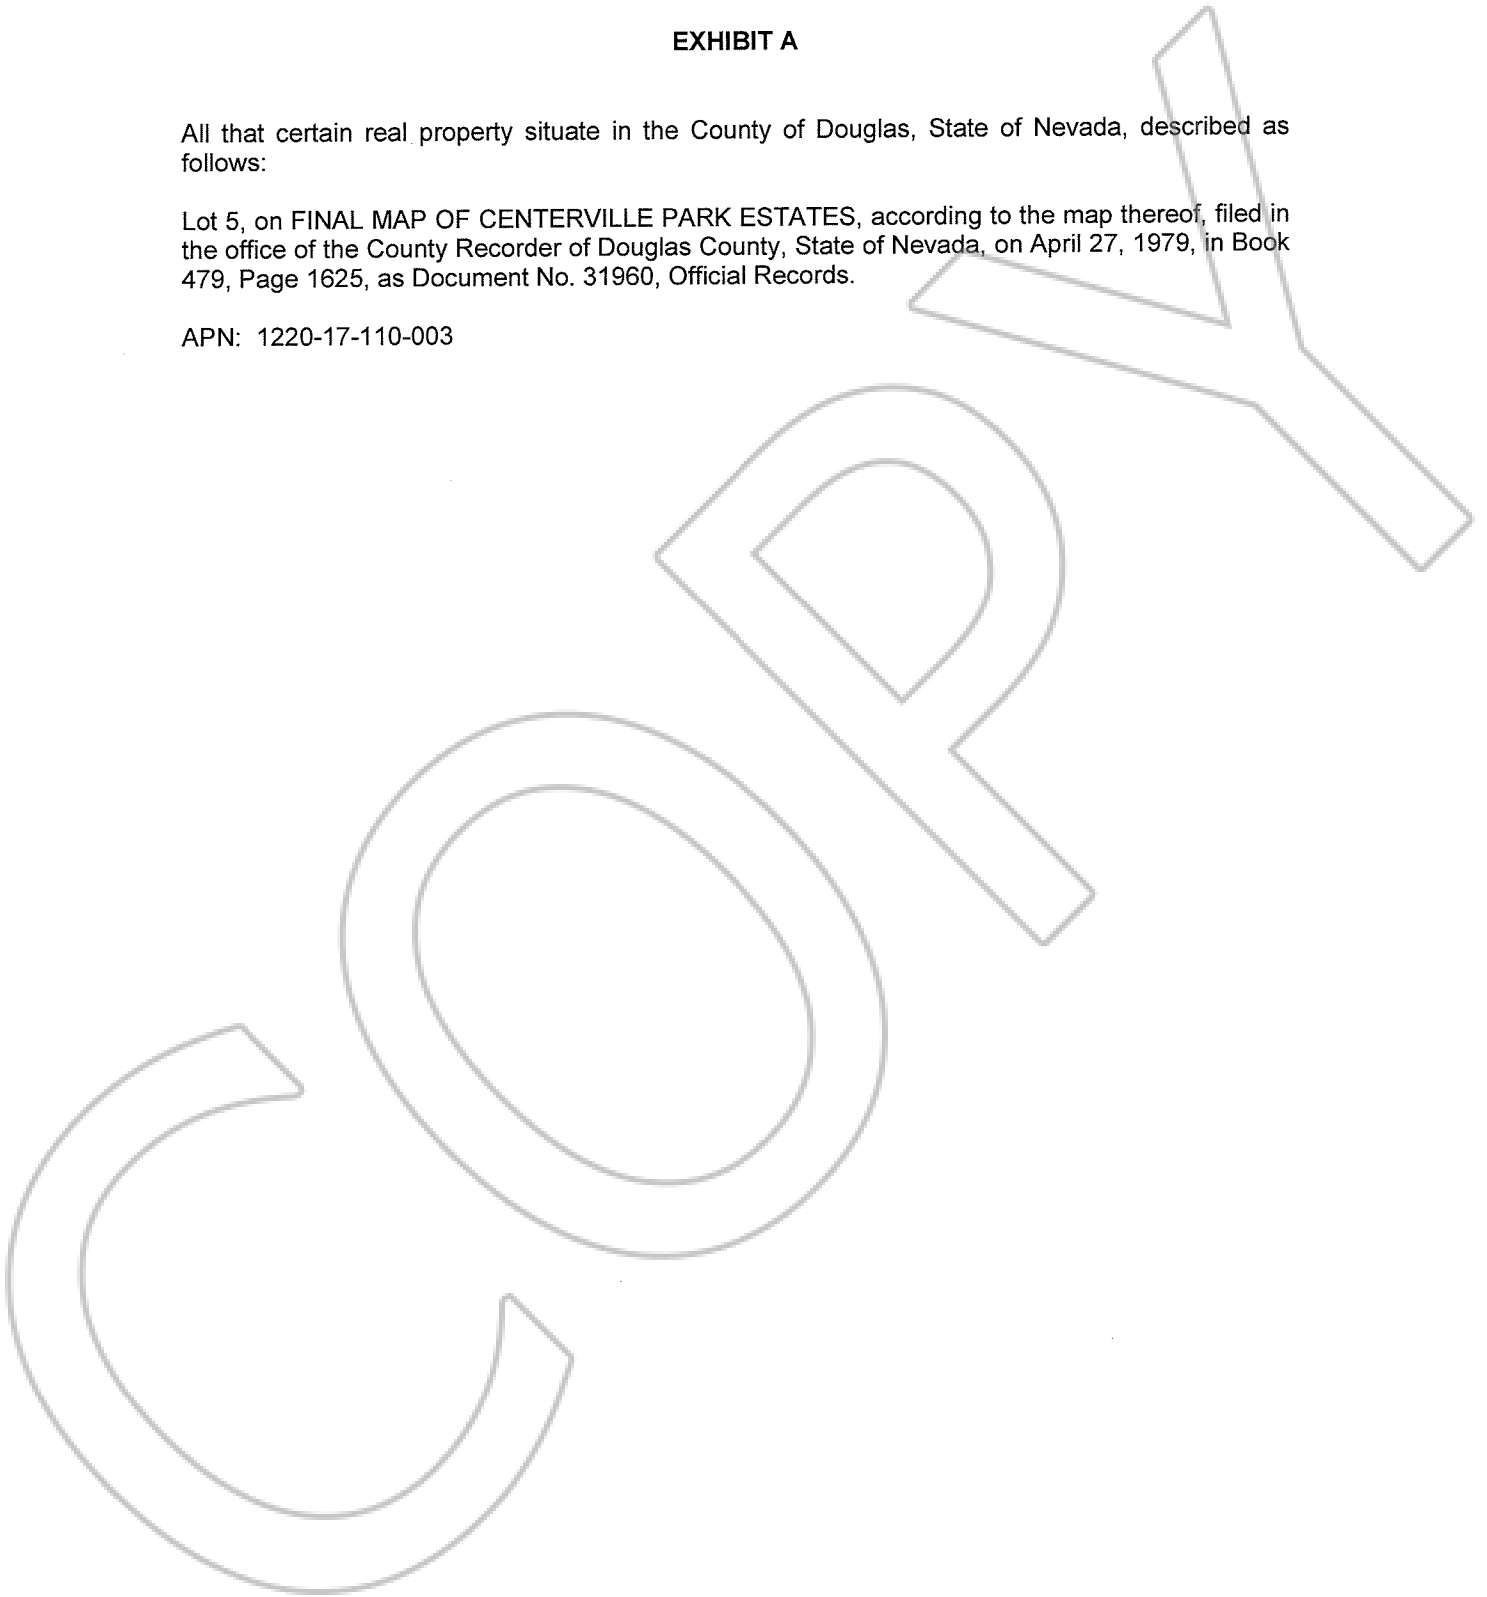 EXHIBIT A
All that certain real property situate in the County of Douglas, State of Nevada, described as
follows:
Lot 5, on FINAL MAP OF CENTERVILLE PARK ESTATES, according to the map thereof, filed in
the office of the County Recorder of Douglas County, State of Nevada, on April 27, 1979, in Book
479, Page 1625, as Document No. 31960, Official Records.
APN: 1220-17-110-003
COPY